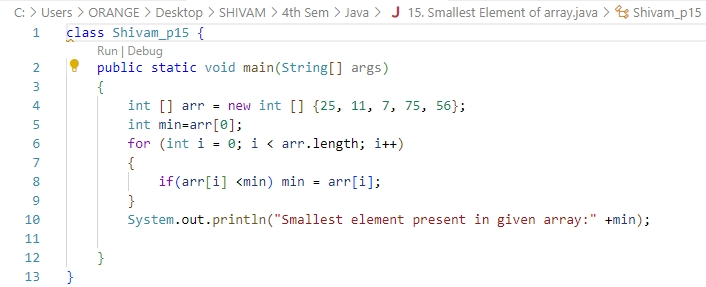 C: > Users > ORANGE > Desktop > SHIVAM > 4th Sem > Java > J 15. Smallest Element of array.java > Shivam_p15
1 class Shivam_p15 {
Run | Debug
2 public static void main(String[] args)
3 {
4 int [] arr = new int [] {25, 11, 7, 75, 56};
5 int min=arr[0];
6 for (int i = 0; i < arr.length; i++)
7 {
8 if(arr[i] <min) min = arr[i];
9 }
10 System.out.println("Smallest element present in given array:" +min);
11
12 }
13 }